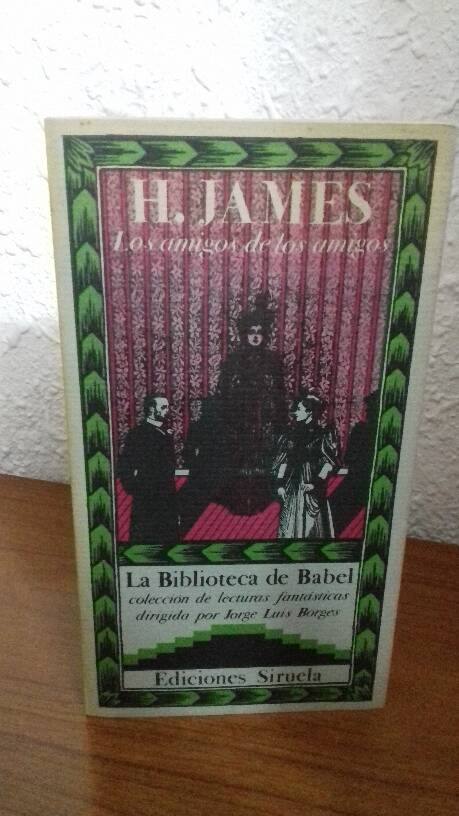 H. JAMES
Los amigos de los amigos
La Biblioteca de Babel
colección de lecturas fantásticas
dirigida por Jorge Luis Borges
Ediciones Siruela